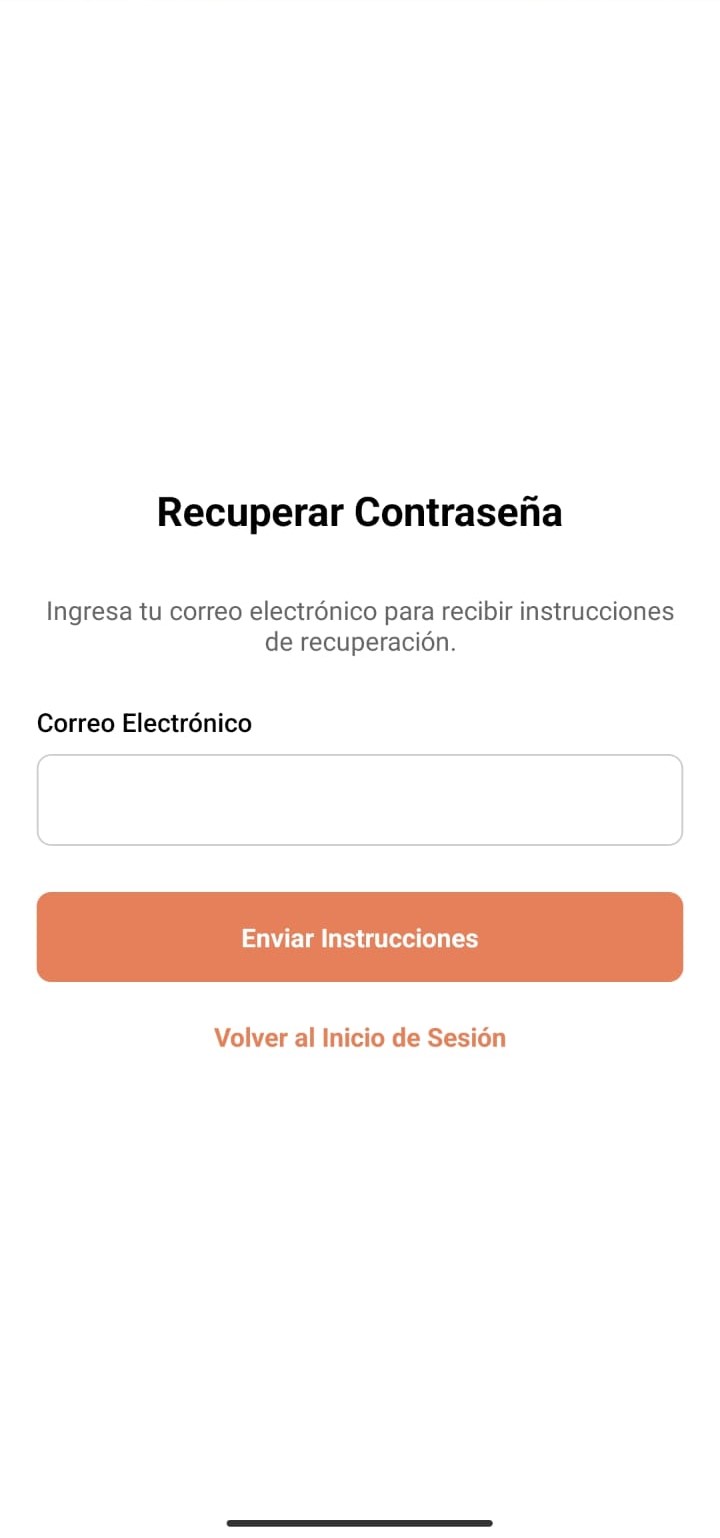 Recuperar Contraseña
Ingresa tu correo electrónico para recibir instrucciones
de recuperación.
Correo Electrónico
Enviar Instrucciones
Volver al Inicio de Sesión